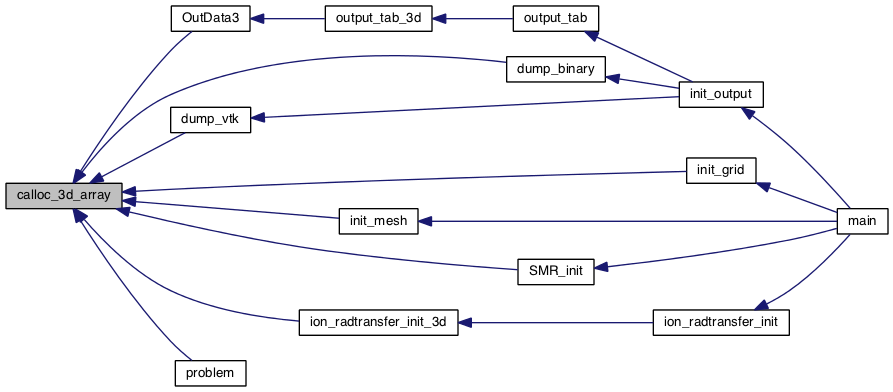 OutData3
output_tab_3d
output_tab
dump_binary
init_output
dump_vtk
init_grid
calloc_3d_array
init_mesh
main
SMR_init
ion_radtransfer_init_3d
ion_radtransfer_init
problem